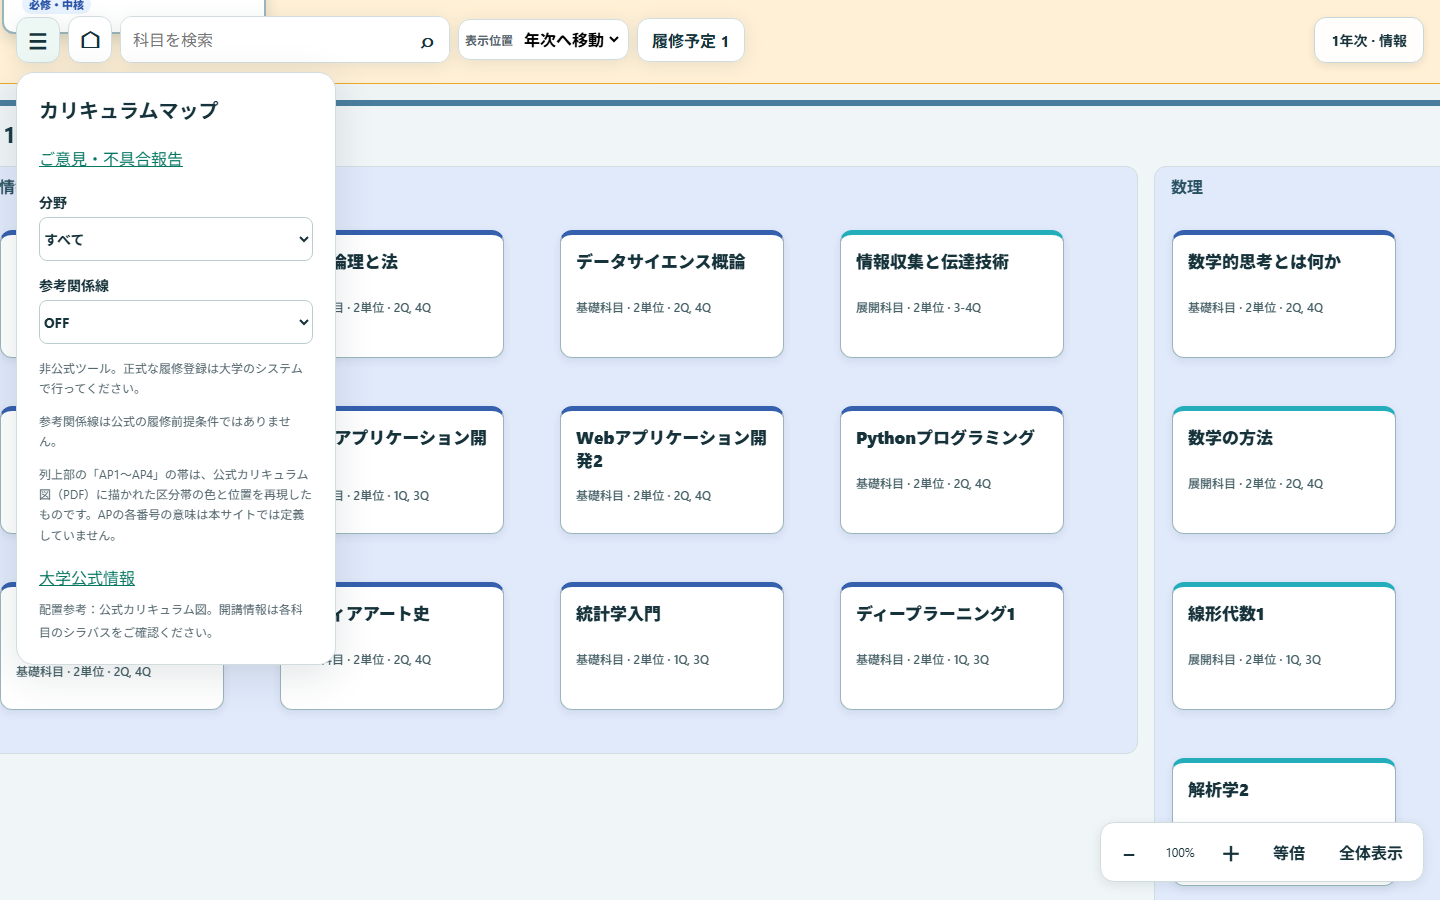 必修・中核
科目を検索
表示位置 年次へ移動
履修予定 1
1年次 · 情報
カリキュラムマップ
ご意見・不具合報告
分野
すべて
参考関係線
OFF
非公式ツール。正式な履修登録は大学のシステム
で行ってください。
参考関係線は公式の履修前提条件ではありませ
ん。
列上部の「AP1〜AP4」の帯は、公式カリキュラム
図（PDF）に描かれた区分帯の色と位置を再現した
ものです。APの各番号の意味は本サイトでは定義
していません。
大学公式情報
配置参考：公式カリキュラム図。開講情報は各科
目のシラバスをご確認ください。
1
情
倫理と法
目 · 2単位 · 2Q, 4Q
データサイエンス概論
基礎科目 · 2単位 · 2Q, 4Q
情報収集と伝達技術
展開科目 · 2単位 · 3-4Q
アプリケーション開
目 · 2単位 · 1Q, 3Q
Webアプリケーション開
発2
基礎科目 · 2単位 · 2Q, 4Q
Pythonプログラミング
基礎科目 · 2単位 · 2Q, 4Q
基礎科目 · 2単位 · 2Q, 4Q
ィアアート史
目 · 2単位 · 2Q, 4Q
統計学入門
基礎科目 · 2単位 · 1Q, 3Q
ディープラーニング1
基礎科目 · 2単位 · 1Q, 3Q
数理
数学的思考とは何か
基礎科目 · 2単位 · 2Q, 4Q
数学の方法
展開科目 · 2単位 · 2Q, 4Q
線形代数1
展開科目 · 2単位 · 1Q, 3Q
解析学2
− 100% + 等倍 全体表示